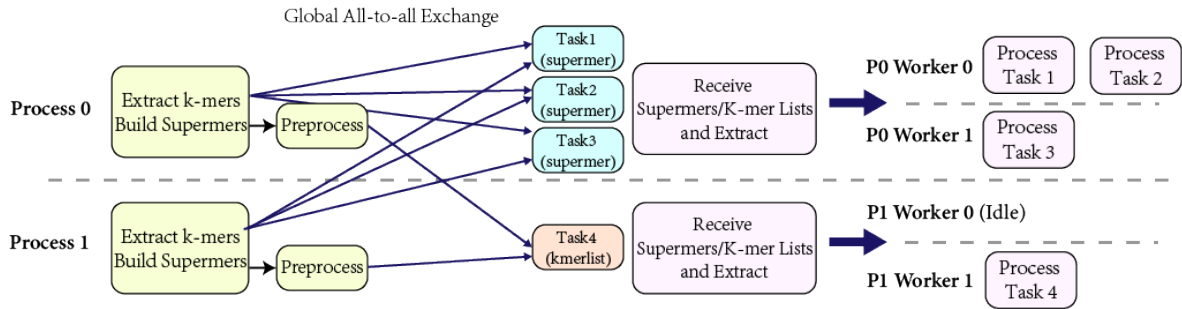 Global All-to-all Exchange
Process 0
Extract k-mers
Build Supermers
Preprocess
Task1
(supermer)
Task2
(supermer)
Task3
(supermer)
Receive
Supermers/K-mer Lists
and Extract
P0 Worker 0
Process
Task 1
Process
Task 2
P0 Worker 1
Process
Task 3
Process 1
Extract k-mers
Build Supermers
Preprocess
Task4
(kmerlist)
Receive
Supermers/K-mer Lists
and Extract
P1 Worker 0 (Idle)
P1 Worker 1
Process
Task 4